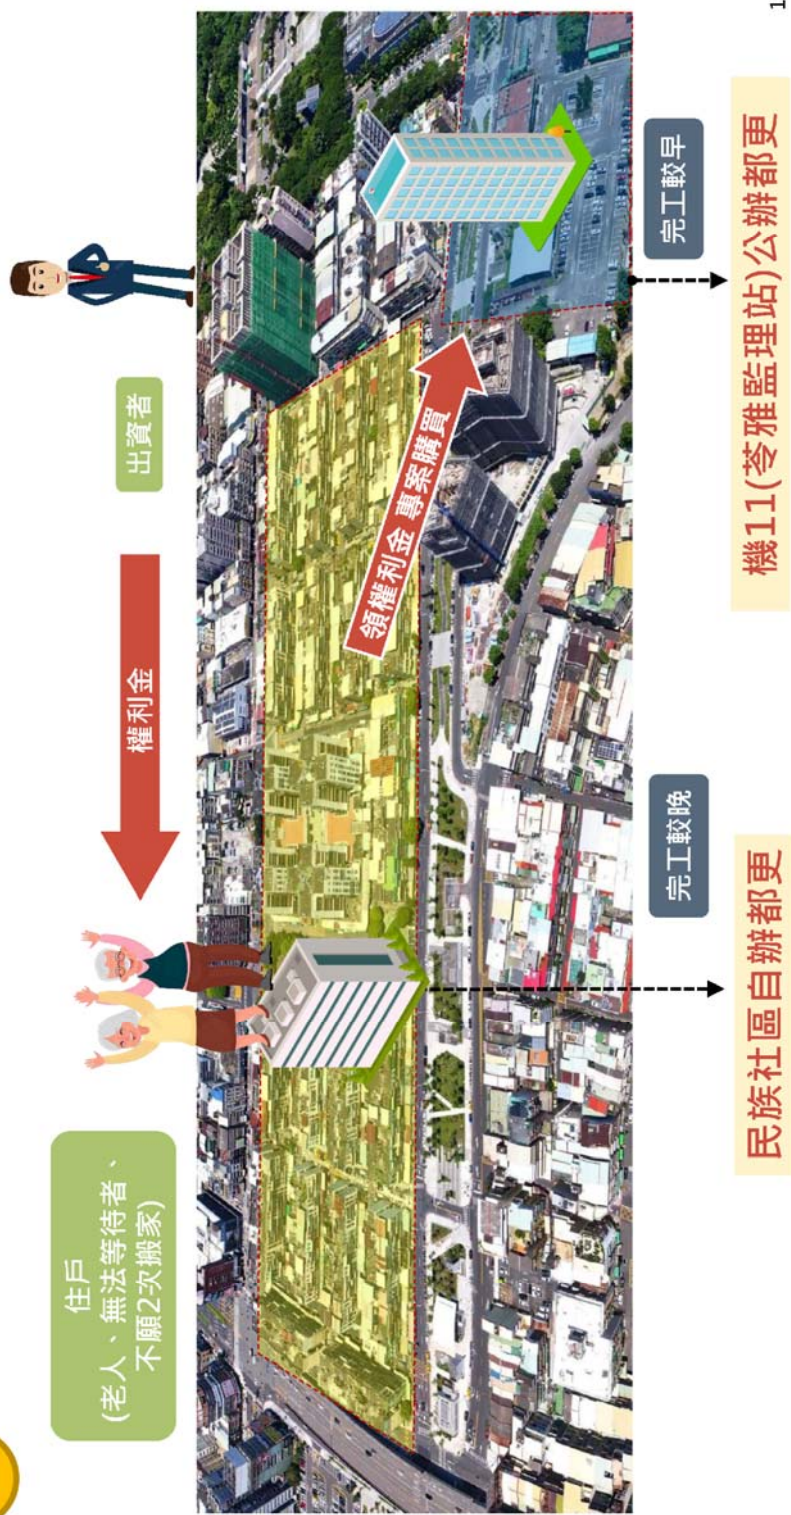 住戶
(老人、無法等待者、
不願2次搬家)
權利金
出資者
領權利金 專案購買
完工較晚
完工較早
民族社區自辦都更
機11(苓雅監理站)公辦都更
1